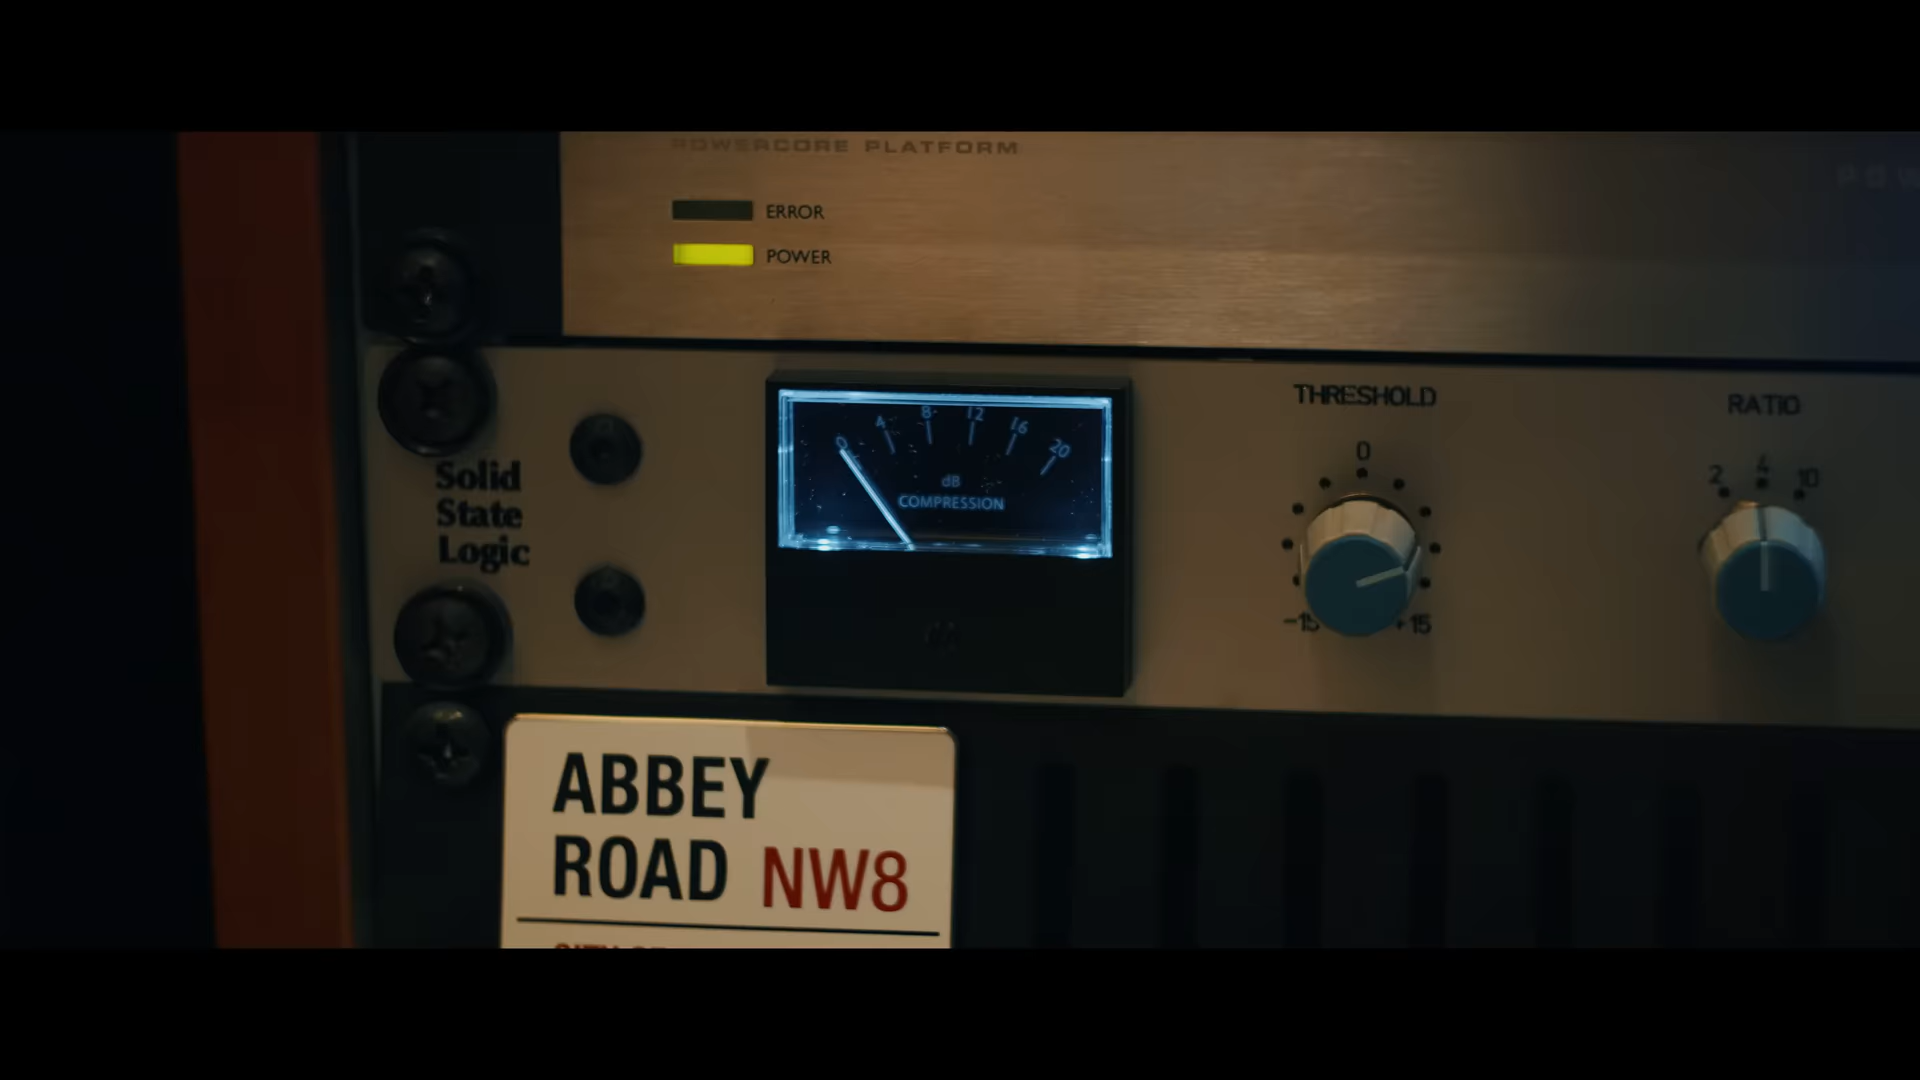 POWERCORE PLATFORM
ERROR
POWER
Solid
State
Logic
0 4 8 12 16 20
dB
COMPRESSION
THRESHOLD
0
-15 +15
RATIO
2 4 10
ABBEY
ROAD NW8